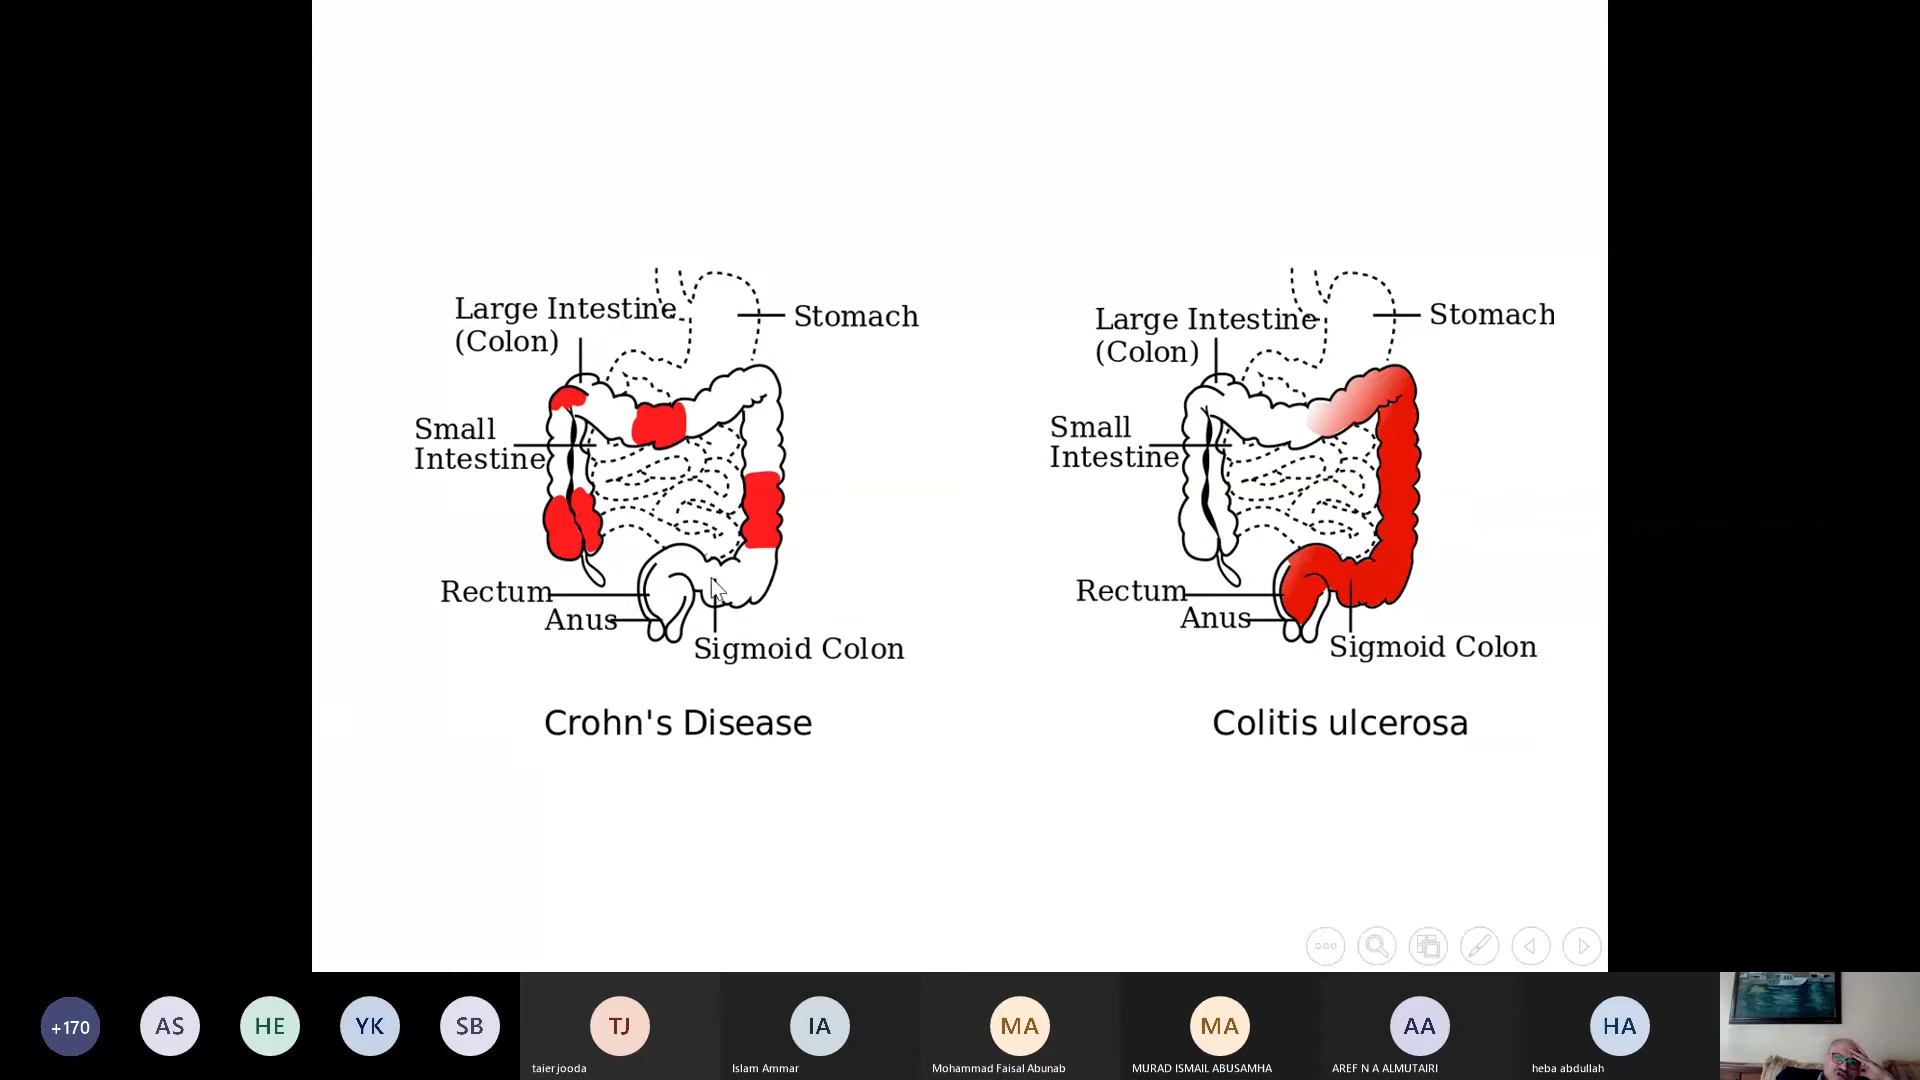 Large Intestine
(Colon)
Stomach
Small
Intestine
Rectum
Anus
Sigmoid Colon
Crohn's Disease
Large Intestine
(Colon)
Stomach
Small
Intestine
Rectum
Anus
Sigmoid Colon
Colitis ulcerosa
+170
AS
HE
YK
SB
TJ
taier jooda
IA
Islam Ammar
MA
Mohammad Faisal Abunab
MA
MURAD ISMAIL ABUSAMHA
AA
AREF N A ALMUTAIRI
HA
heba abdullah